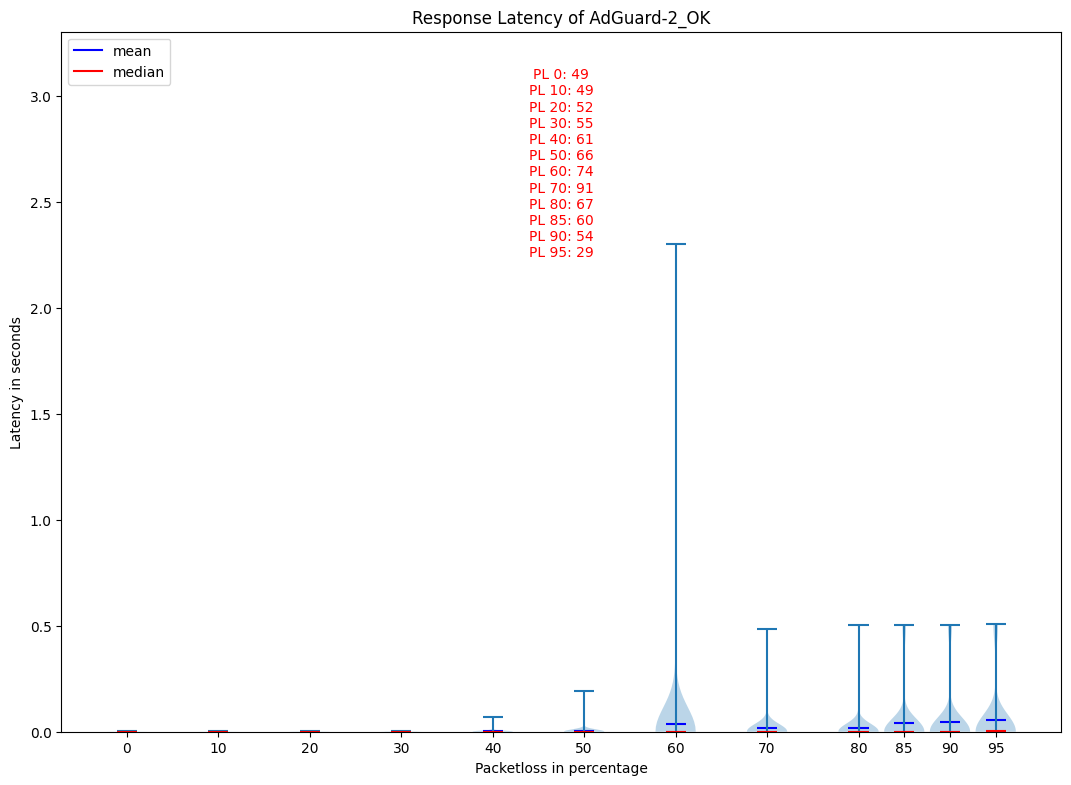 Response Latency of AdGuard-2_OK
mean
median
PL 0: 49
PL 10: 49
PL 20: 52
PL 30: 55
PL 40: 61
PL 50: 66
PL 60: 74
PL 70: 91
PL 80: 67
PL 85: 60
PL 90: 54
PL 95: 29
Latency in seconds
3.0
2.5
2.0
1.5
1.0
0.5
0.0
0 10 20 30 40 50 60 70 80 85 90 95
Packetloss in percentage